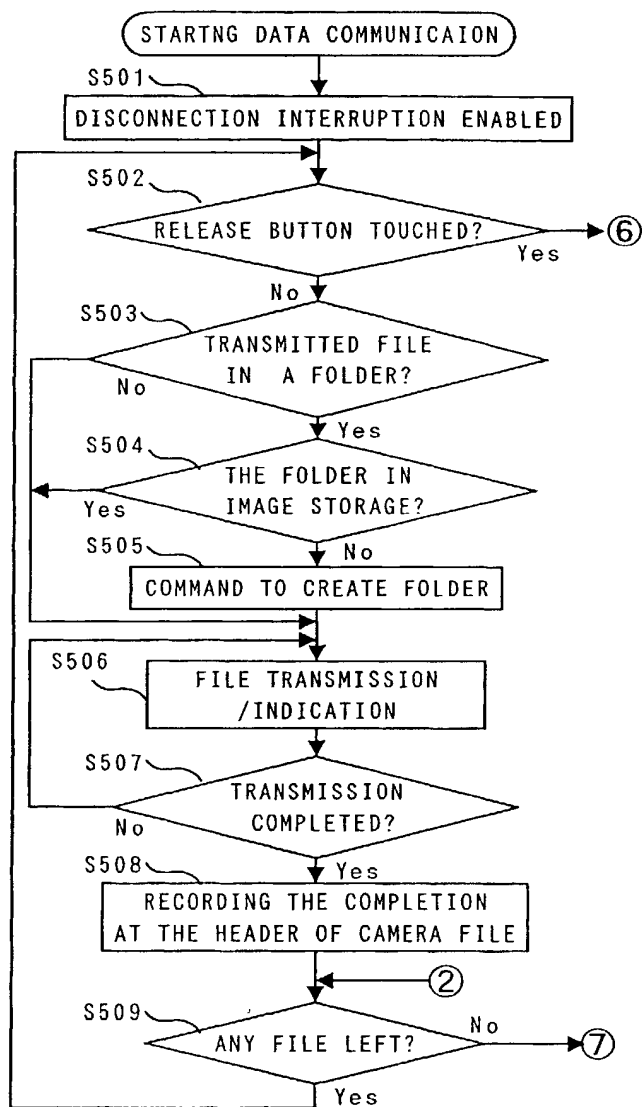 STARTNG DATA COMMUNICAION
S501
DISCONNECTION INTERRUPTION ENABLED
S502
RELEASE BUTTON TOUCHED?
Yes
⑥
No
S503
TRANSMITTED FILE
IN A FOLDER?
No
Yes
S504
THE FOLDER IN
IMAGE STORAGE?
Yes
No
S505
COMMAND TO CREATE FOLDER
S506
FILE TRANSMISSION
/INDICATION
S507
TRANSMISSION
COMPLETED?
No
Yes
S508
RECORDING THE COMPLETION
AT THE HEADER OF CAMERA FILE
②
S509
ANY FILE LEFT?
No
⑦
Yes